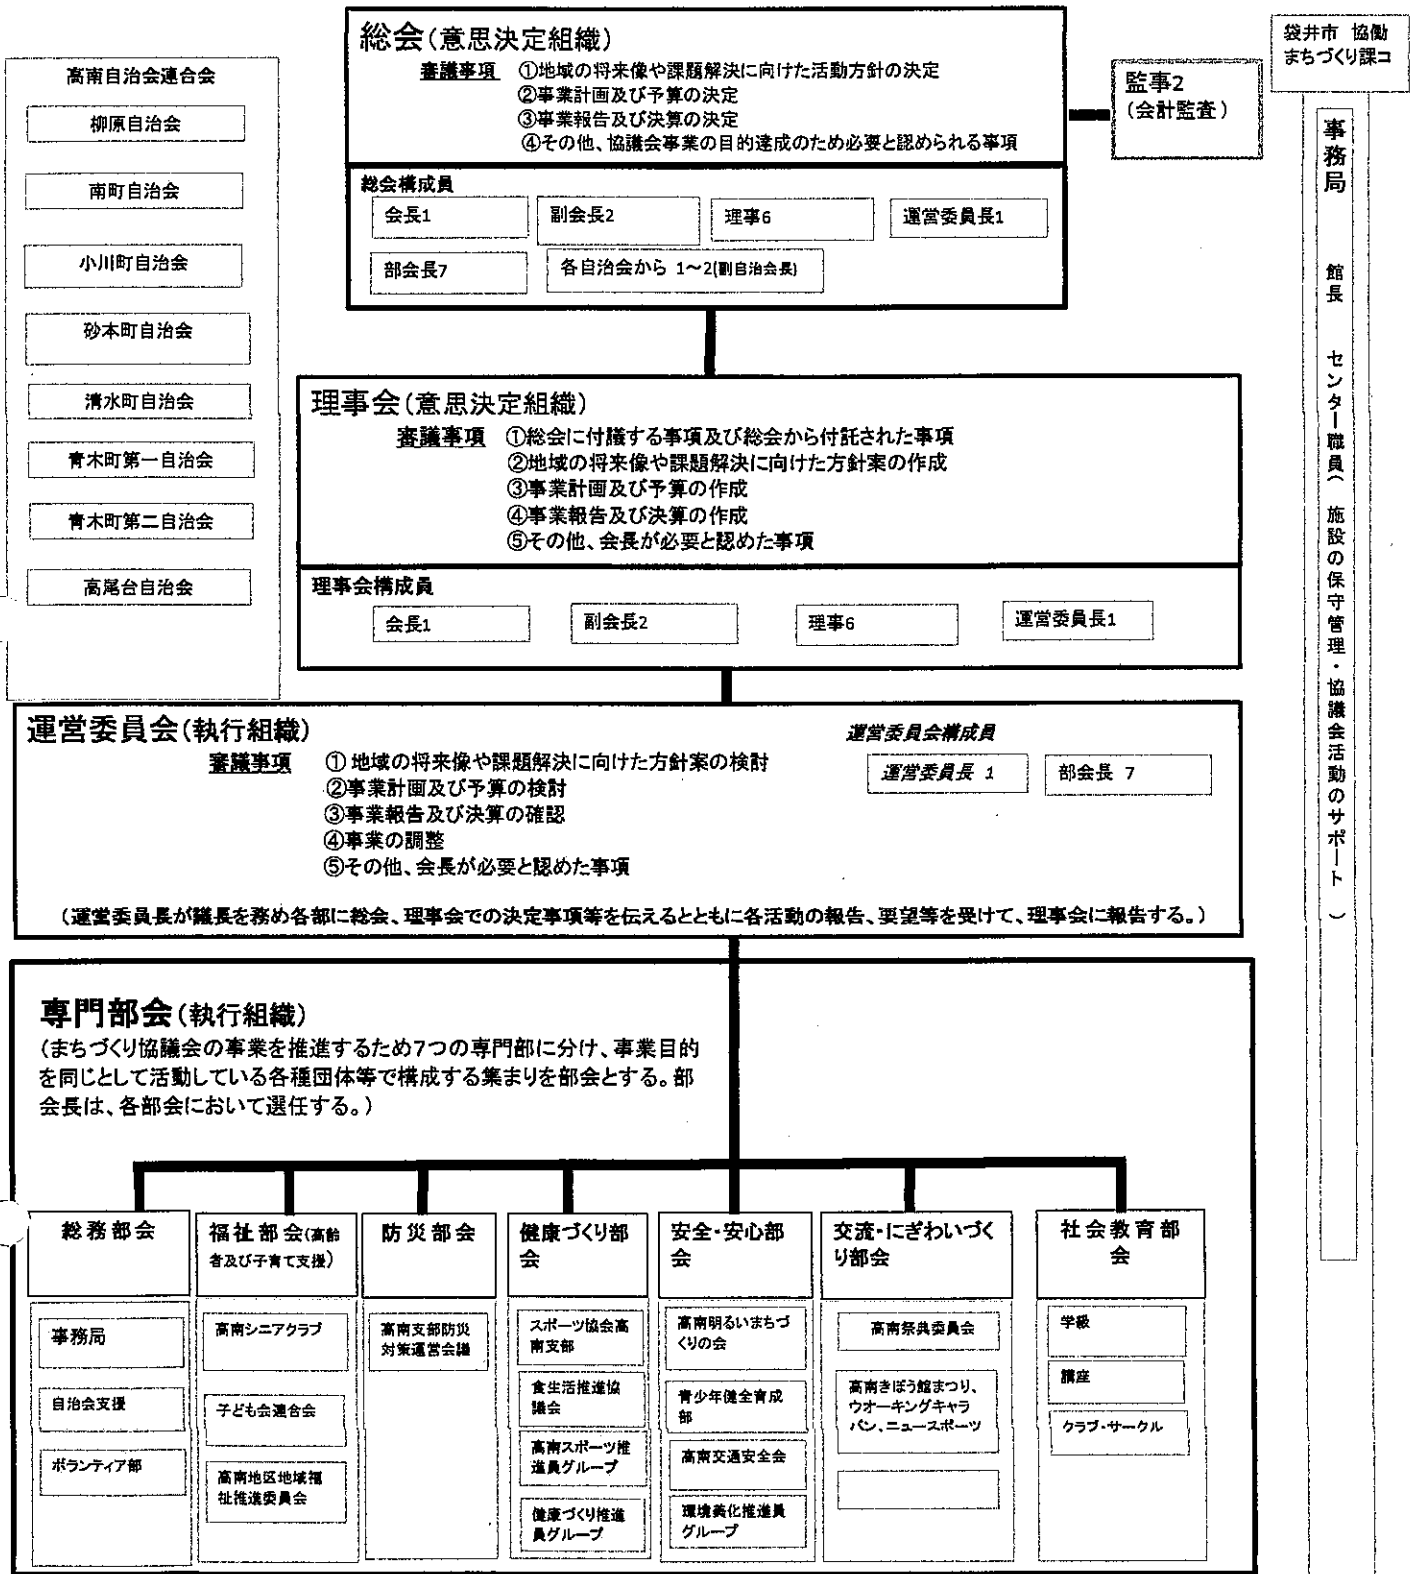 高南自治会連合会
柳原自治会
南町自治会
小川町自治会
砂本町自治会
清水町自治会
青木町第一自治会
青木町第二自治会
高尾台自治会
総会(意思決定組織)
審議事項 ①地域の将来像や課題解決に向けた活動方針の決定
②事業計画及び予算の決定
③事業報告及び決算の決定
④その他、協議会事業の目的達成のため必要と認められる事項
総会構成員
会長1 副会長2 理事6 運営委員長1
部会長7 各自治会から 1～2(副自治会長)
監事2
(会計監査)
袋井市 協働
まちづくり課コ
事務局 館長 センター職員( 施設の保守管理・協議会活動のサポート )
理事会(意思決定組織)
審議事項 ①総会に付議する事項及び総会から付託された事項
②地域の将来像や課題解決に向けた方針案の作成
③事業計画及び予算の作成
④事業報告及び決算の作成
⑤その他、会長が必要と認めた事項
理事会構成員
会長1 副会長2 理事6 運営委員長1
運営委員会(執行組織)
審議事項 ① 地域の将来像や課題解決に向けた方針案の検討
②事業計画及び予算の検討
③事業報告及び決算の確認
④事業の調整
⑤その他、会長が必要と認めた事項
運営委員会構成員
運営委員長 1 部会長 7
(運営委員長が議長を務め各部に総会、理事会での決定事項等を伝えるとともに各活動の報告、要望等を受けて、理事会に報告する。)
専門部会(執行組織)
(まちづくり協議会の事業を推進するため7つの専門部に分け、事業目的
を同じとして活動している各種団体等で構成する集まりを部会とする。部
会長は、各部会において選任する。)
総務部会
事務局
自治会支援
ボランティア部
福祉部会(高齢
者及び子育て支援)
高南シニアクラブ
子ども会連合会
高南地区地域福
祉推進委員会
防災部会
高南支部防災
対策運営会議
健康づくり部
会
スポーツ協会高
南支部
食生活推進協
議会
高南スポーツ推
進員グループ
健康づくり推進
員グループ
安全・安心部
会
高南明るいまちづ
くりの会
青少年健全育成
部
高南交通安全会
環境美化推進員
グループ
交流・にぎわいづく
り部会
高南祭典委員会
高南きぼう館まつり、
ウオーキングキャラ
バン、ニュースポーツ
社会教育部
会
学級
講座
クラブ・サークル